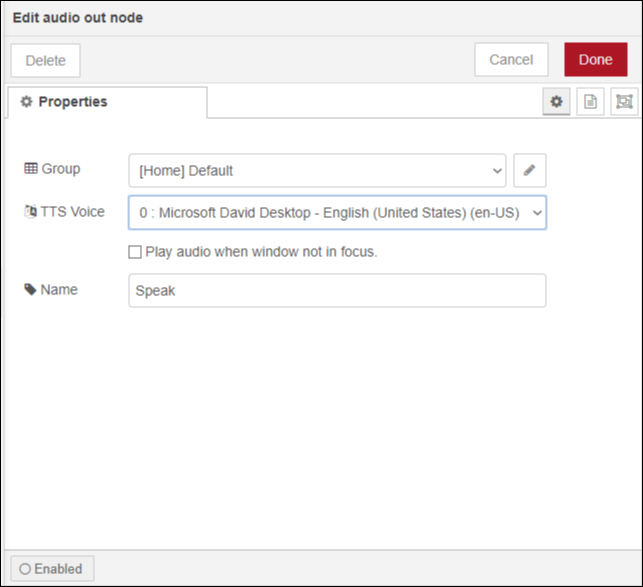 Edit audio out node
Delete
Cancel
Done
Properties
Group
[Home] Default
TTS Voice
0 : Microsoft David Desktop - English (United States) (en-US)
Play audio when window not in focus.
Name
Speak
Enabled